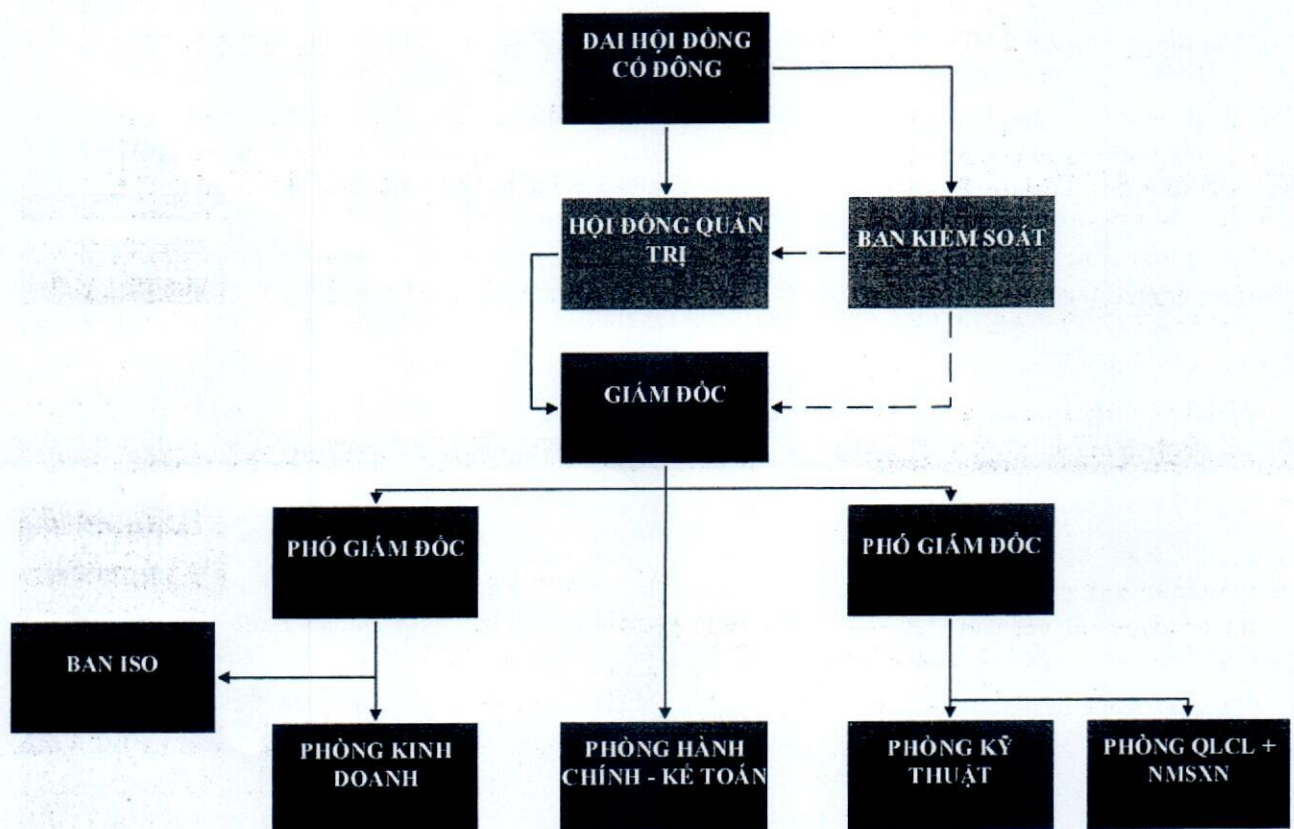 ĐẠI HỘI ĐỒNG
CỔ ĐÔNG
HỘI ĐỒNG QUẢN
TRỊ
BAN KIỂM SOÁT
GIÁM ĐỐC
PHÓ GIÁM ĐỐC
PHÓ GIÁM ĐỐC
BAN ISO
PHÒNG KINH
DOANH
PHÒNG HÀNH
CHÍNH - KẾ TOÁN
PHÒNG KỸ
THUẬT
PHÒNG QLCL +
NMSXN